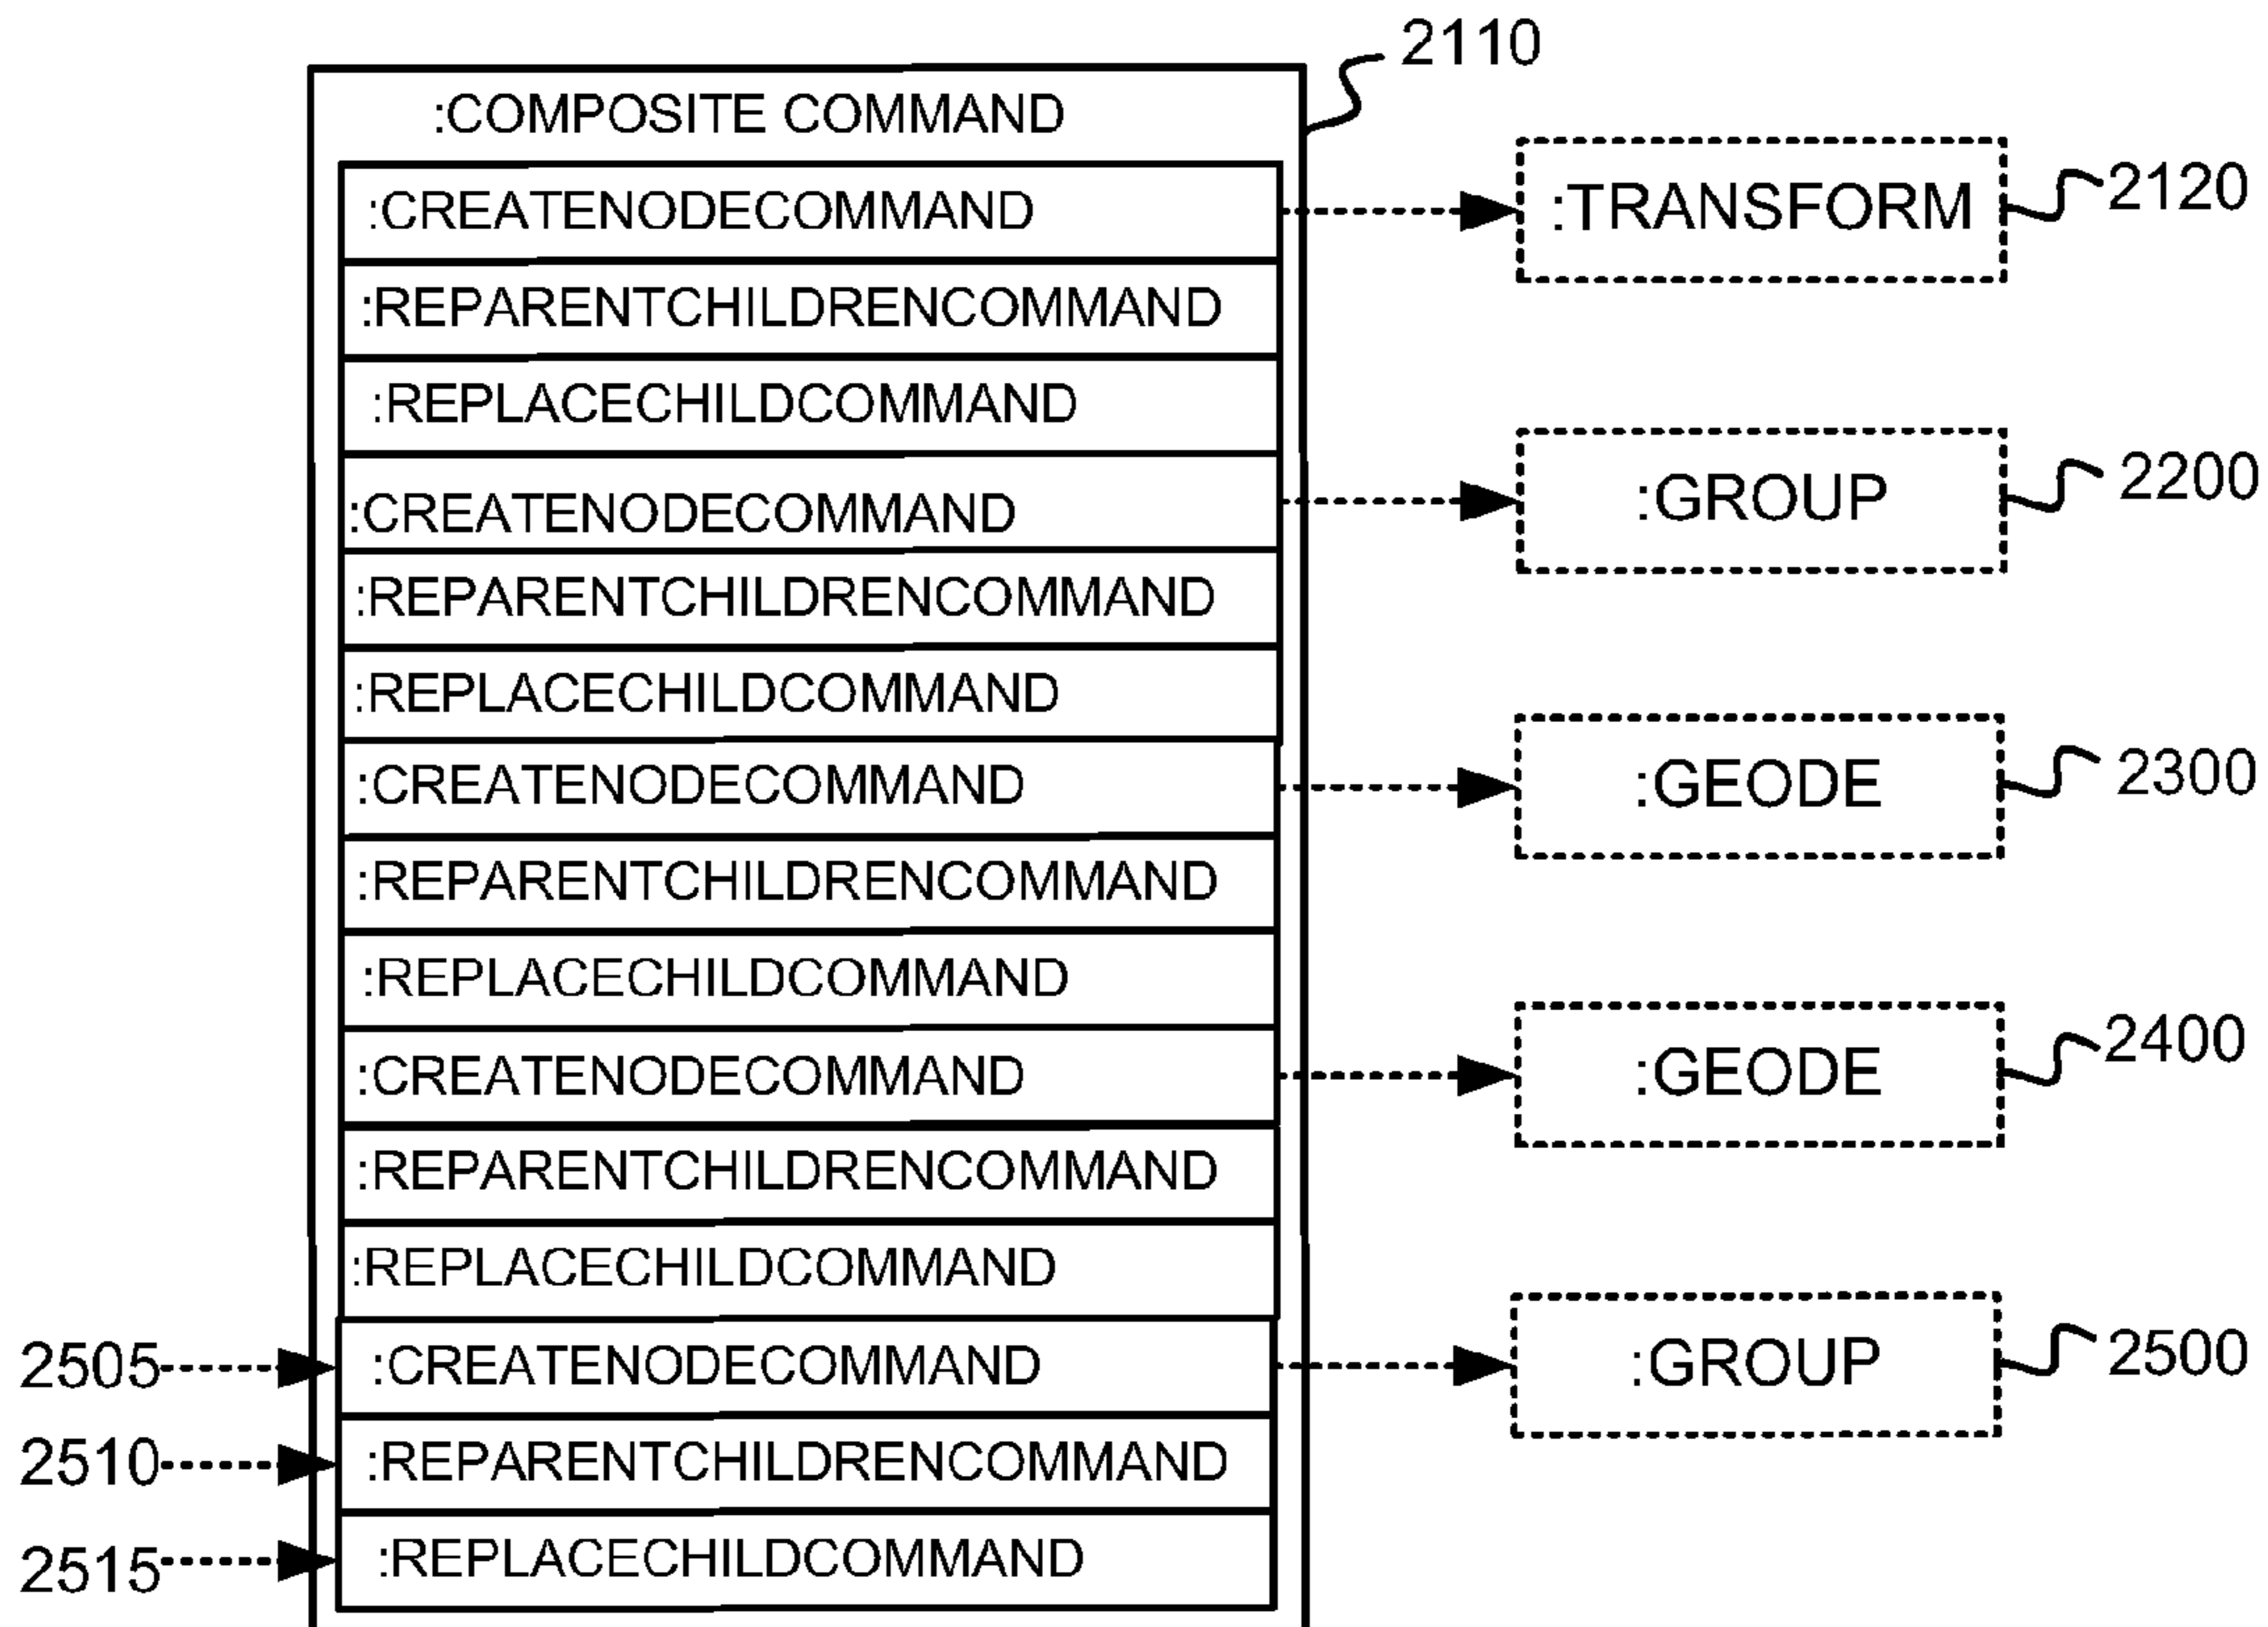 2110
:COMPOSITE COMMAND
:CREATENODECOMMAND
:TRANSFORM
2120
:REPARENTCHILDRENCOMMAND
:REPLACECHILDCOMMAND
:CREATENODECOMMAND
:GROUP
2200
:REPARENTCHILDRENCOMMAND
:REPLACECHILDCOMMAND
:CREATENODECOMMAND
:GEODE
2300
:REPARENTCHILDRENCOMMAND
:REPLACECHILDCOMMAND
:CREATENODECOMMAND
:GEODE
2400
:REPARENTCHILDRENCOMMAND
:REPLACECHILDCOMMAND
2505
:CREATENODECOMMAND
:GROUP
2500
2510
:REPARENTCHILDRENCOMMAND
2515
:REPLACECHILDCOMMAND